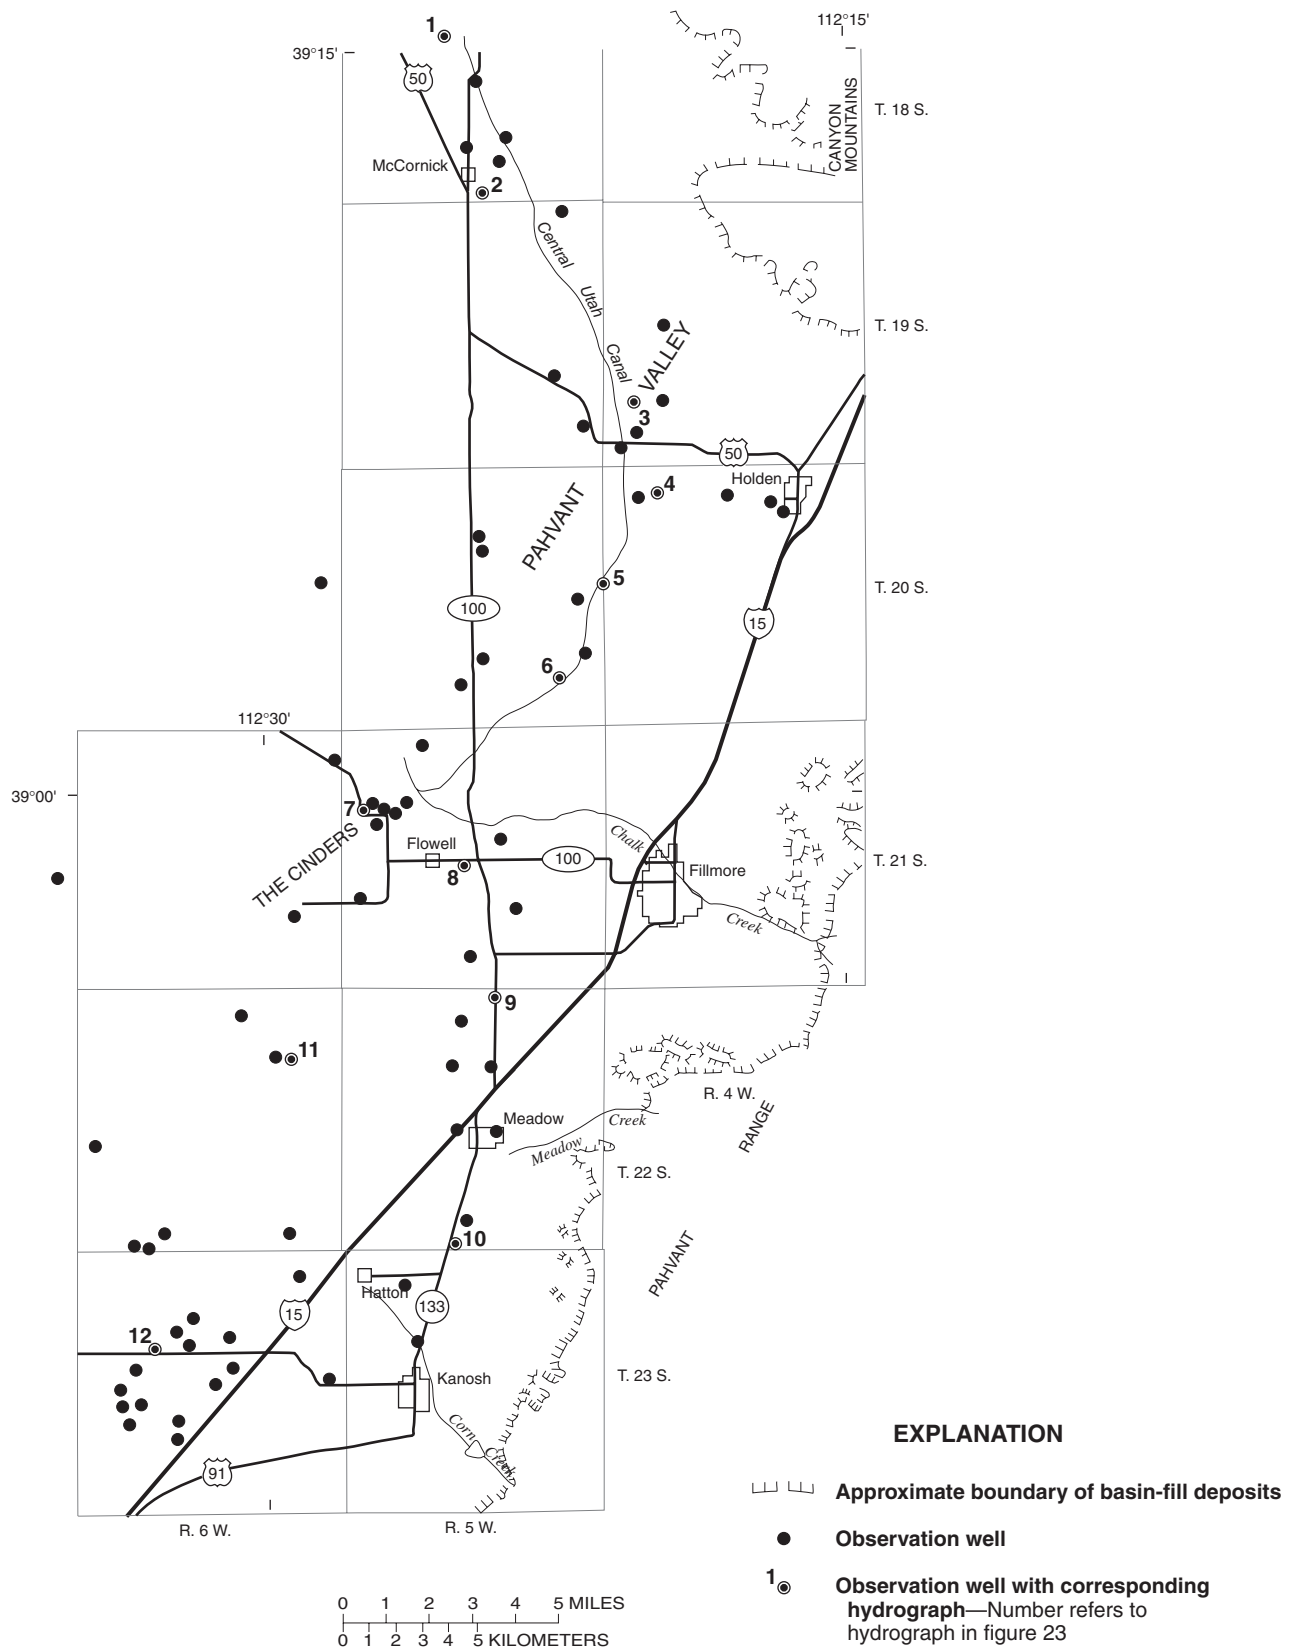 1
112°15'
39°15'
50
CANYON
MOUNTAINS
T. 18 S.
McCornick
2
Central
Utah
Canal
T. 19 S.
VALLEY
3
50
Holden
4
PAHVANT
5
T. 20 S.
100
15
6
112°30'
39°00'
7
THE CINDERS
Flowell
8
100
Chalk
Fillmore
T. 21 S.
Creek
9
11
R. 4 W.
RANGE
Meadow
Creek
Meadow
T. 22 S.
10
PAHVANT
Hatton
15
133
12
Kanosh
T. 23 S.
Corn
Creek
91
R. 6 W.
R. 5 W.
EXPLANATION
Approximate boundary of basin-fill deposits
Observation well
1
Observation well with corresponding
hydrograph—Number refers to
hydrograph in figure 23
0 1 2 3 4 5 MILES
0 1 2 3 4 5 KILOMETERS